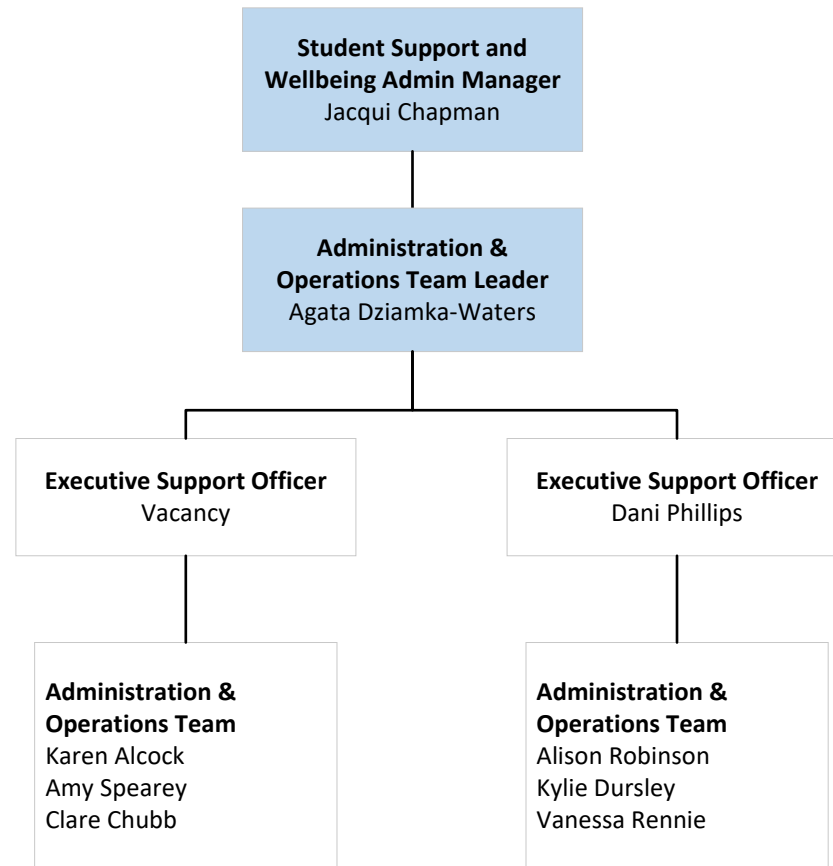 Student Support and
Wellbeing Admin Manager
Jacqui Chapman
Administration &
Operations Team Leader
Agata Dziamka-Waters
Executive Support Officer
Vacancy
Executive Support Officer
Dani Phillips
Administration &
Operations Team
Karen Alcock
Amy Spearey
Clare Chubb
Administration &
Operations Team
Alison Robinson
Kylie Dursley
Vanessa Rennie